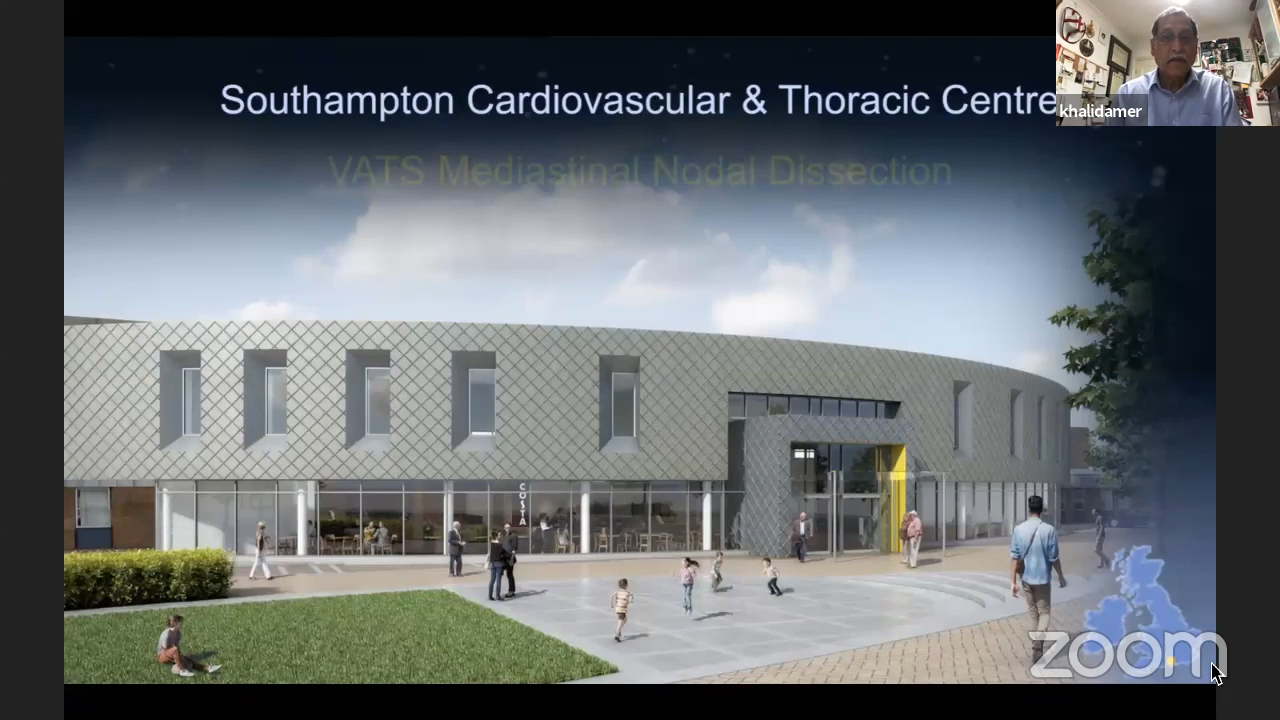 Southampton Cardiovascular & Thoracic Centre
khalidamer
VATS Mediastinal Nodal Dissection
COSTA
zoom